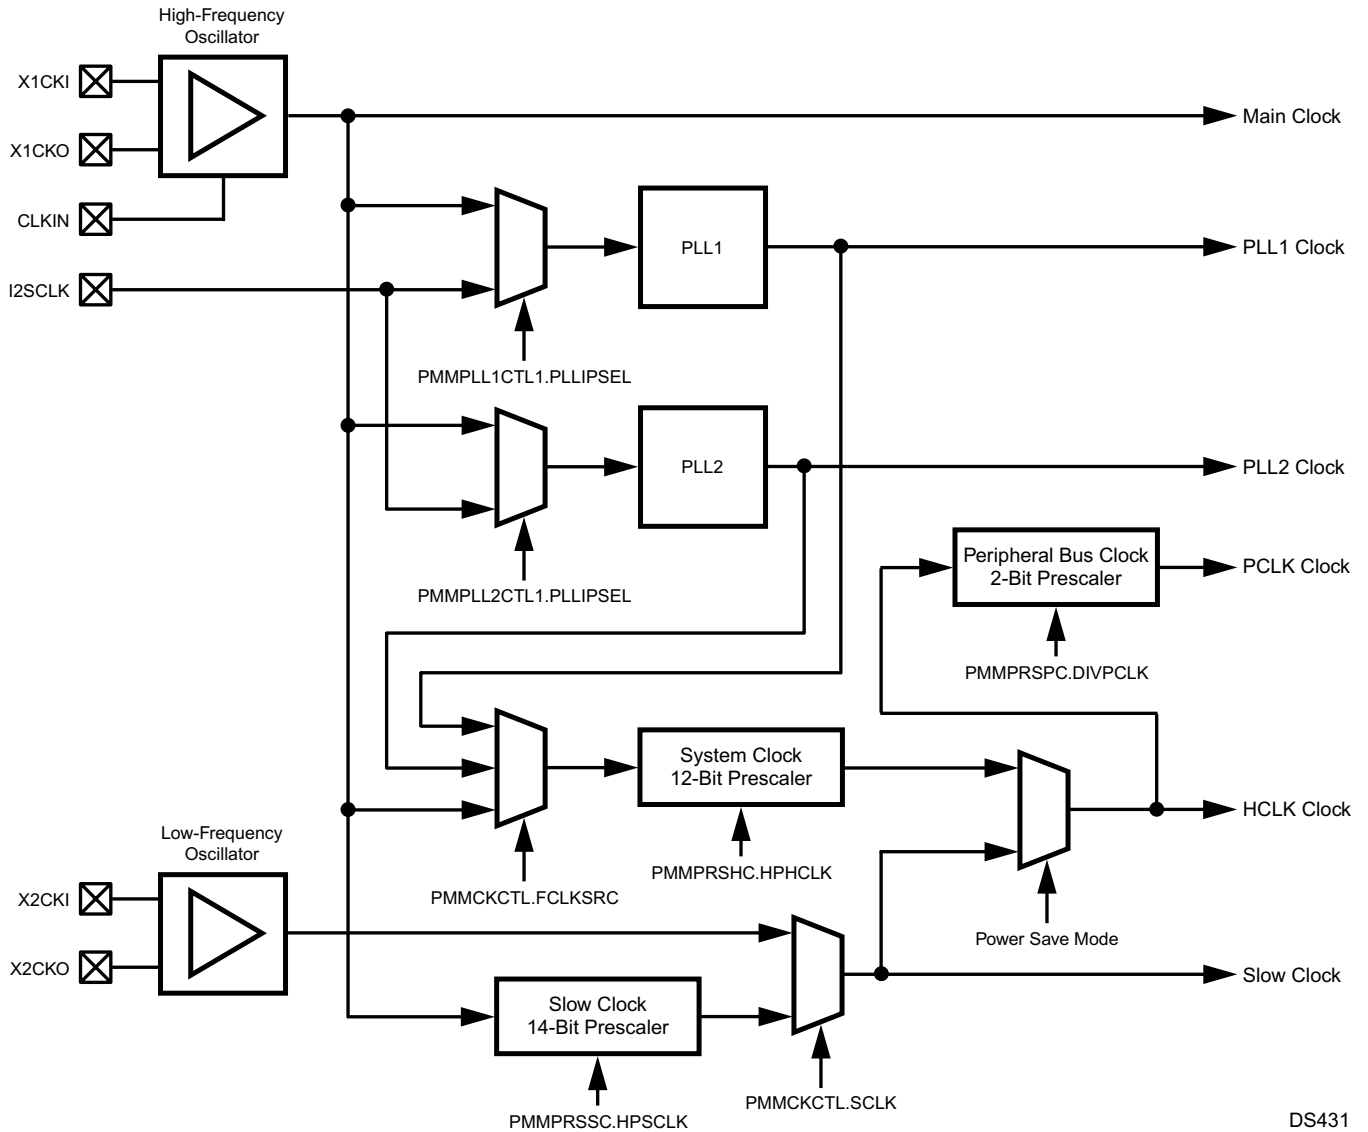 High-Frequency
Oscillator
X1CKI
X1CKO
CLKIN
I2SCLK
Main Clock
PLL1
PLL1 Clock
PMMPLL1CTL1.PLLIPSEL
PLL2
PLL2 Clock
PMMPLL2CTL1.PLLIPSEL
Peripheral Bus Clock
2-Bit Prescaler
PCLK Clock
PMMPRSPC.DIVPCLK
System Clock
12-Bit Prescaler
HCLK Clock
PMMPRSHC.HPHCLK
PMMCKCTL.FCLKSRC
Power Save Mode
Low-Frequency
Oscillator
X2CKI
X2CKO
Slow Clock
Slow Clock
14-Bit Prescaler
PMMCKCTL.SCLK
PMMPRSSC.HPSCLK
DS431